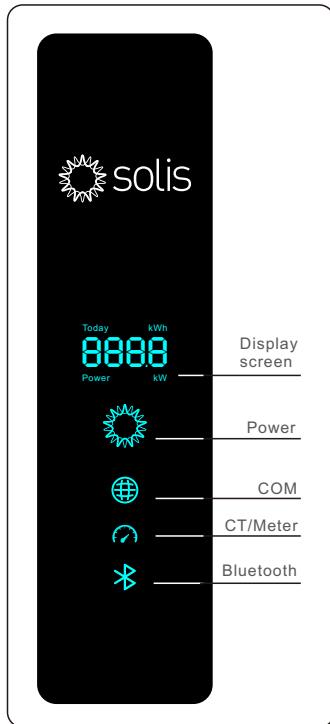 solis
Today kWh
888.8
Power kW
Display
screen
Power
COM
CT/Meter
Bluetooth